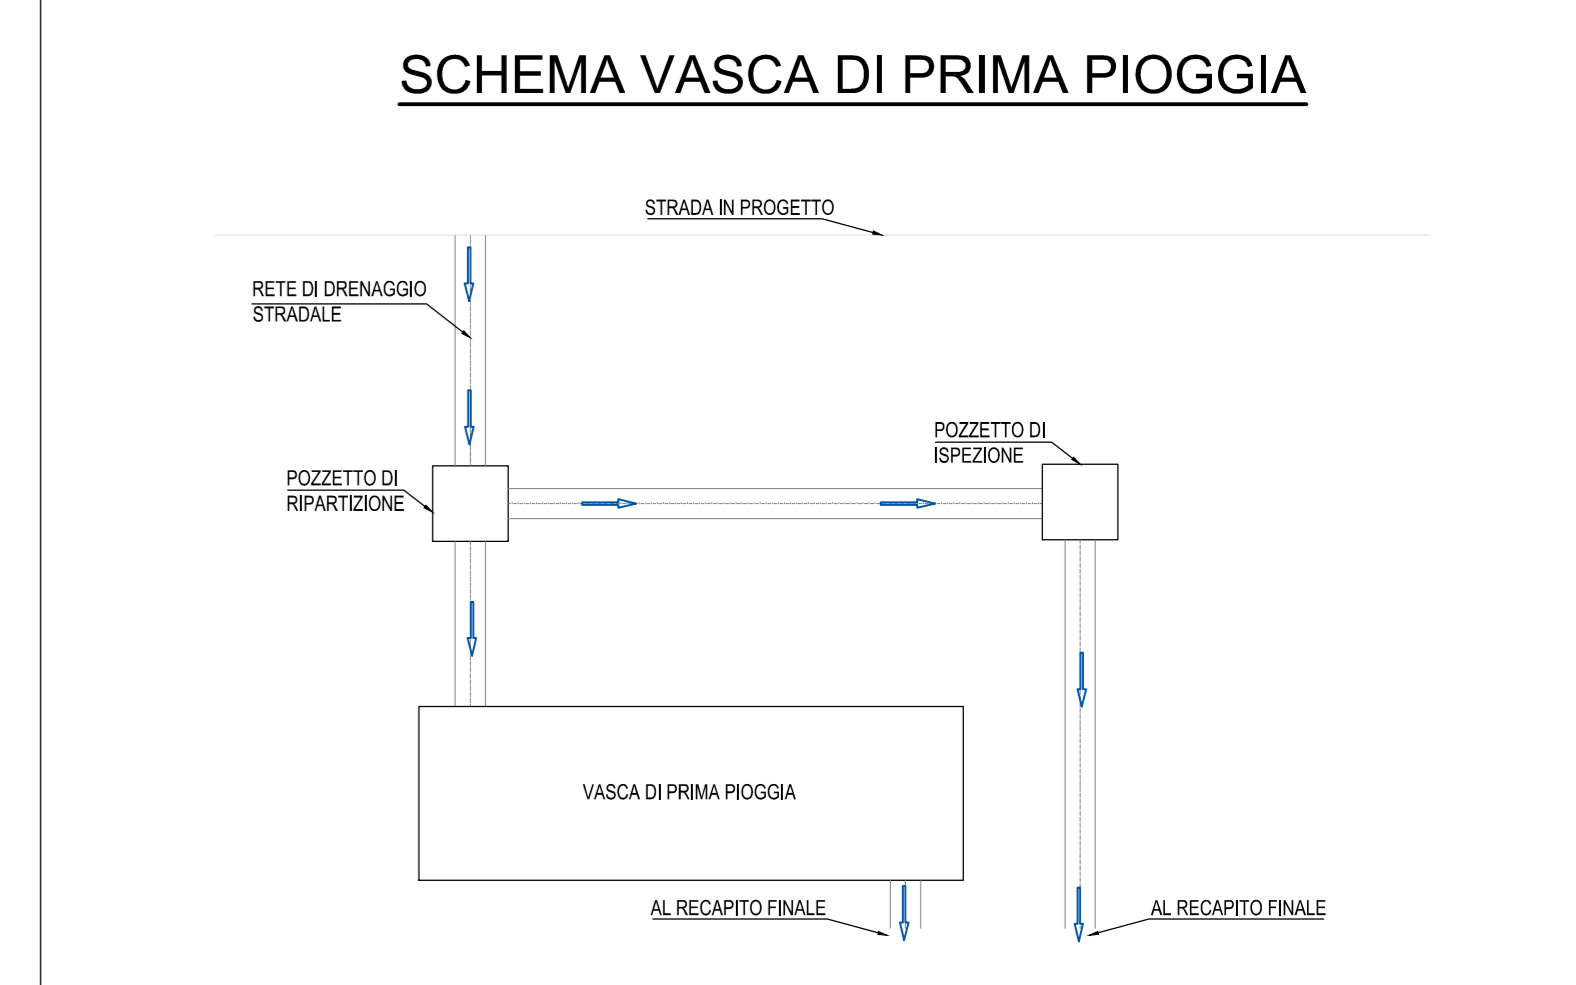 SCHEMA VASCA DI PRIMA PIOGGIA
STRADA IN PROGETTO
RETE DI DRENAGGIO
STRADALE
POZZETTO DI
ISPEZIONE
POZZETTO DI
RIPARTIZIONE
VASCA DI PRIMA PIOGGIA
AL RECAPITO FINALE
AL RECAPITO FINALE